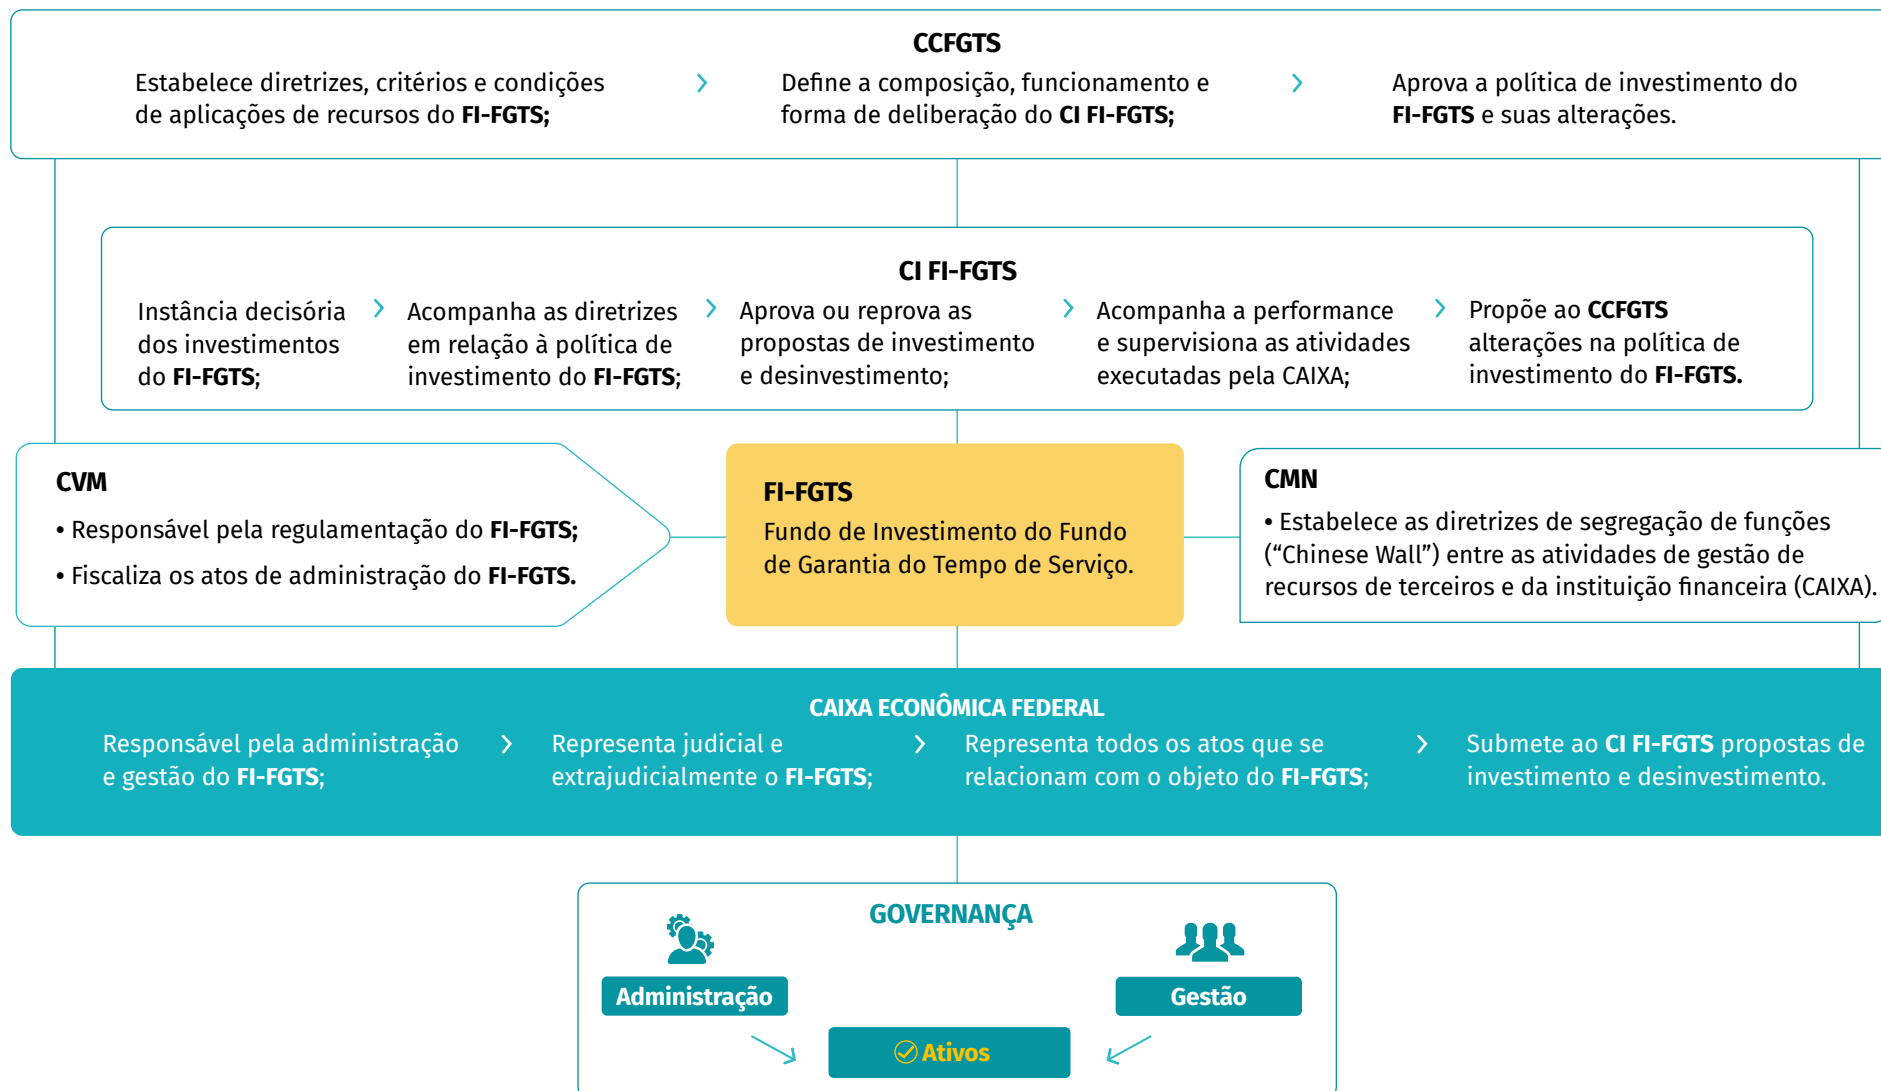 CCFGTS
Estabelece diretrizes, critérios e condições
de aplicações de recursos do FI-FGTS;
Define a composição, funcionamento e
forma de deliberação do CI FI-FGTS;
Aprova a política de investimento do
FI-FGTS e suas alterações.
CI FI-FGTS
Instância decisória
dos investimentos
do FI-FGTS;
Acompanha as diretrizes
em relação à política de
investimento do FI-FGTS;
Aprova ou reprova as
propostas de investimento
e desinvestimento;
Acompanha a performance
e supervisiona as atividades
executadas pela CAIXA;
Propõe ao CCFGTS
alterações na política de
investimento do FI-FGTS.
CVM
• Responsável pela regulamentação do FI-FGTS;
• Fiscaliza os atos de administração do FI-FGTS.
FI-FGTS
Fundo de Investimento do Fundo
de Garantia do Tempo de Serviço.
CMN
• Estabelece as diretrizes de segregação de funções
(“Chinese Wall”) entre as atividades de gestão de
recursos de terceiros e da instituição financeira (CAIXA).
CAIXA ECONÔMICA FEDERAL
Responsável pela administração
e gestão do FI-FGTS;
Representa judicial e
extrajudicialmente o FI-FGTS;
Representa todos os atos que se
relacionam com o objeto do FI-FGTS;
Submete ao CI FI-FGTS propostas de
investimento e desinvestimento.
GOVERNANÇA
Administração
Gestão
Ativos